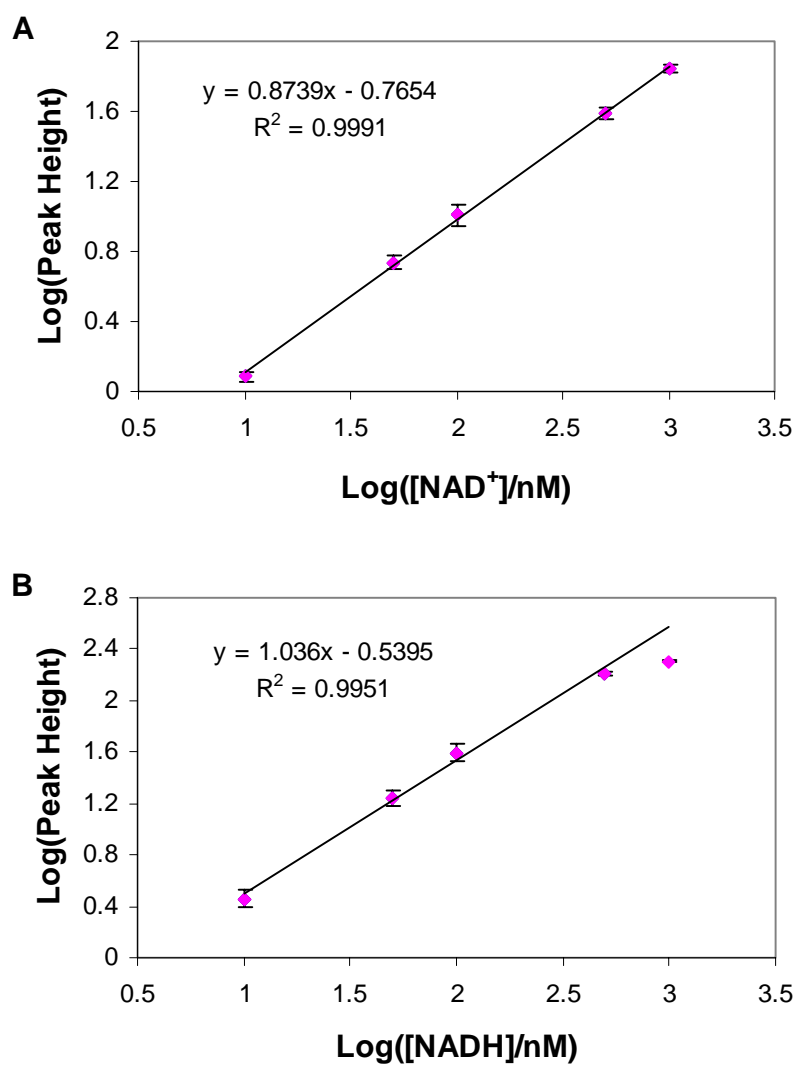 A
y = 0.8739x - 0.7654
R² = 0.9991
Log(Peak Height)
2
1.6
1.2
0.8
0.4
0
0.5 1 1.5 2 2.5 3 3.5
Log([NAD⁺]/nM)
B
y = 1.036x - 0.5395
R² = 0.9951
Log(Peak Height)
2.8
2.4
2
1.6
1.2
0.8
0.4
0
0.5 1 1.5 2 2.5 3 3.5
Log([NADH]/nM)